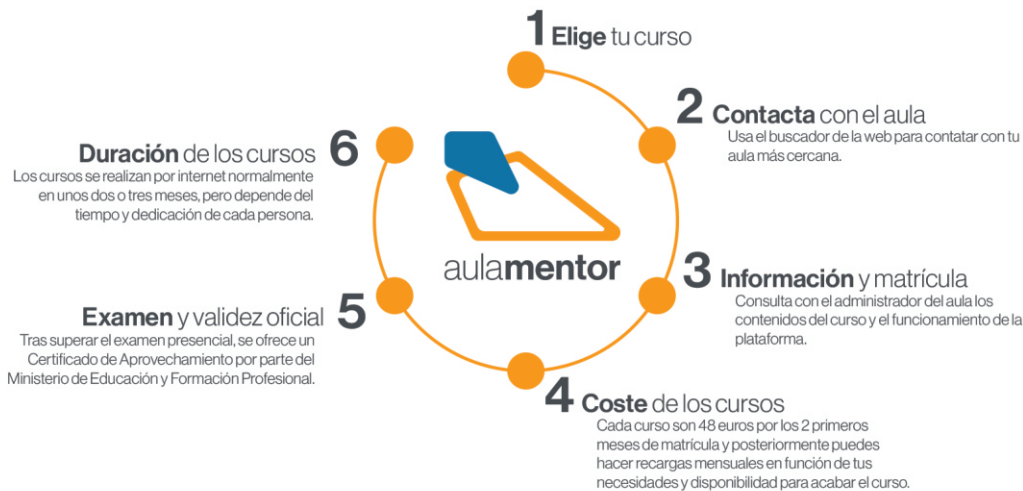 1 Elige tu curso
2 Contacta con el aula
Usa el buscador de la web para contatar con tu
aula más cercana.
3 Información y matrícula
Consulta con el administrador del aula los
contenidos del curso y el funcionamiento de la
plataforma.
4 Coste de los cursos
Cada curso son 48 euros por los 2 primeros
meses de matrícula y posteriormente puedes
hacer recargas mensuales en función de tus
necesidades y disponibilidad para acabar el curso.
Examen y validez oficial 5
Tras superar el examen presencial, se ofrece un
Certificado de Aprovechamiento por parte del
Ministerio de Educación y Formación Profesional.
Duración de los cursos 6
Los cursos se realizan por internet normalmente
en unos dos o tres meses, pero depende del
tiempo y dedicación de cada persona.
aulamentor